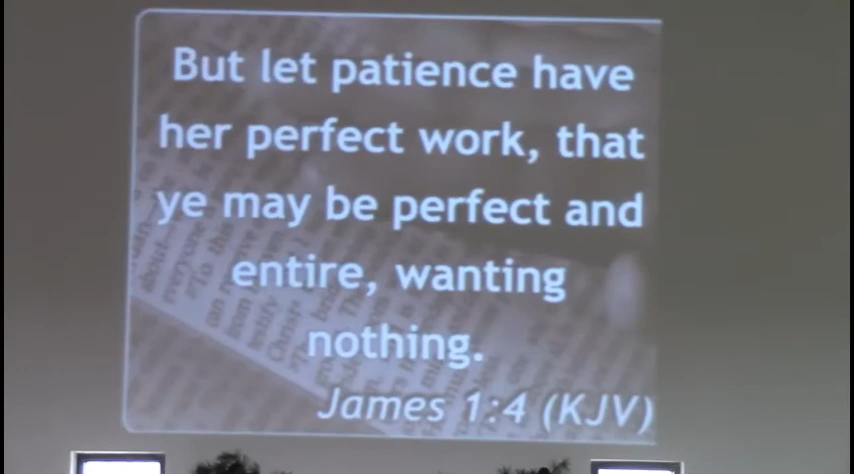 But let patience have
her perfect work, that
ye may be perfect and
entire, wanting
nothing.
James 1:4 (KJV)